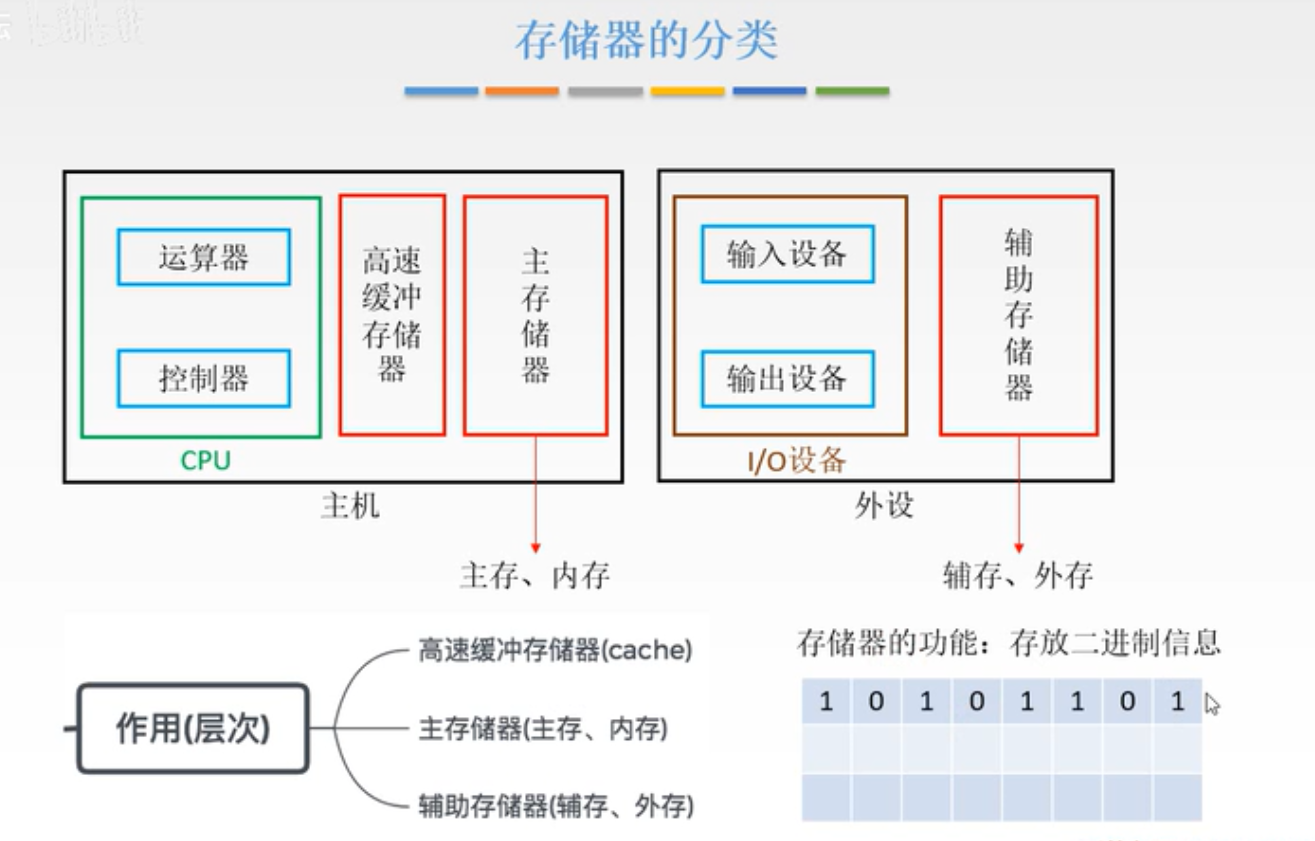 存储器的分类
运算器
控制器
CPU
高速
缓冲
存储
器
主
存
储
器
主机
输入设备
输出设备
I/O设备
辅
助
存
储
器
外设
主存、内存
辅存、外存
作用(层次)
高速缓冲存储器(cache)
主存储器(主存、内存)
辅助存储器(辅存、外存)
存储器的功能：存放二进制信息
1 0 1 0 1 1 0 1